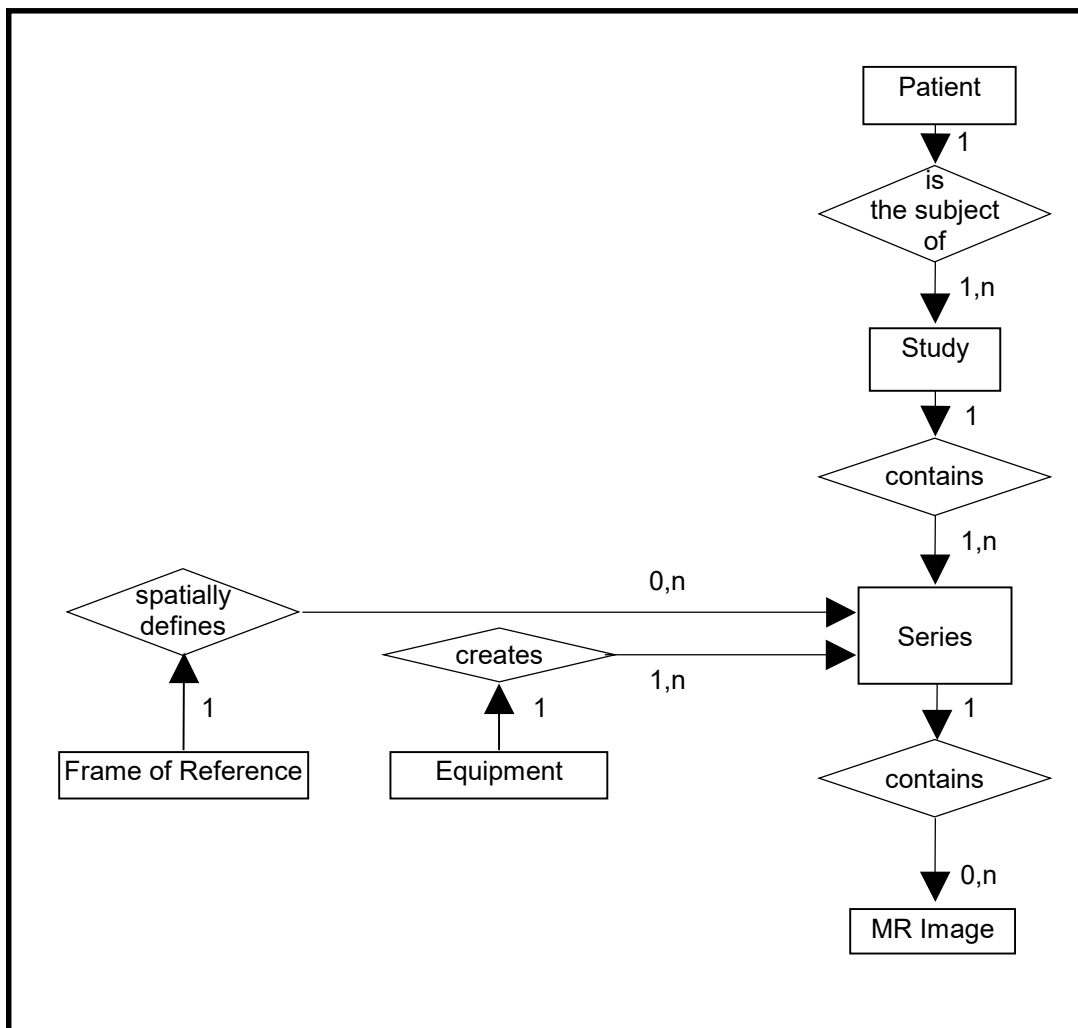 Patient
1
is
the subject
of
1,n
Study
1
contains
1,n
spatially
defines
0,n
Series
creates
1,n
1
1
1
Frame of Reference
Equipment
contains
0,n
MR Image